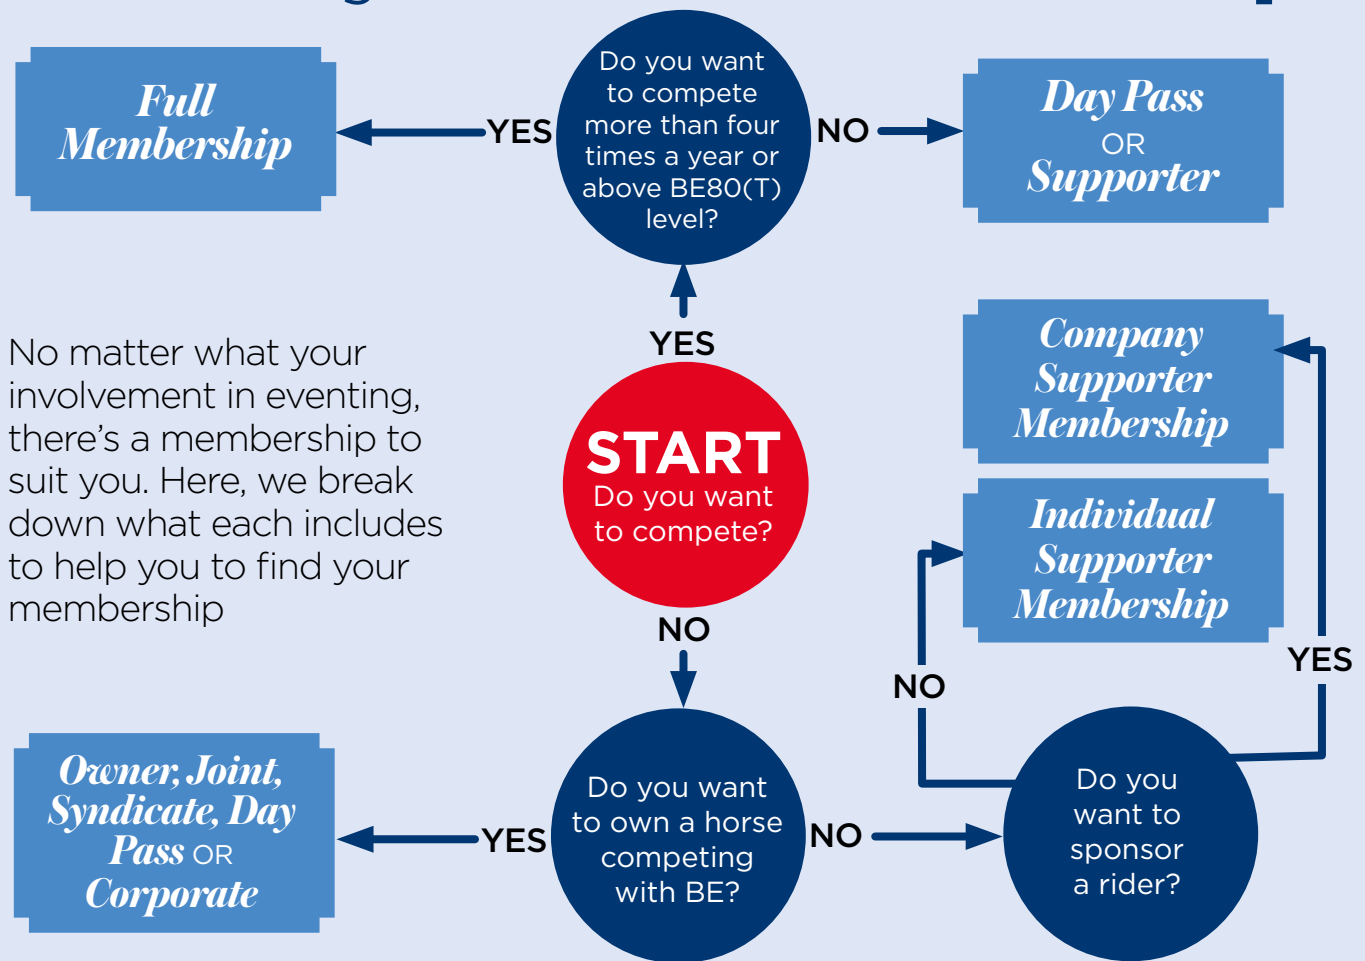 Full
Membership
YES
Do you want
to compete
more than four
times a year or
above BE80(T)
level?
NO
Day Pass
OR
Supporter
YES
No matter what your
involvement in eventing,
there's a membership to
suit you. Here, we break
down what each includes
to help you to find your
membership
START
Do you want
to compete?
Company
Supporter
Membership
Individual
Supporter
Membership
NO
YES
NO
Owner, Joint,
Syndicate, Day
Pass OR
Corporate
YES
Do you want
to own a horse
competing
with BE?
NO
Do you
want to
sponsor
a rider?